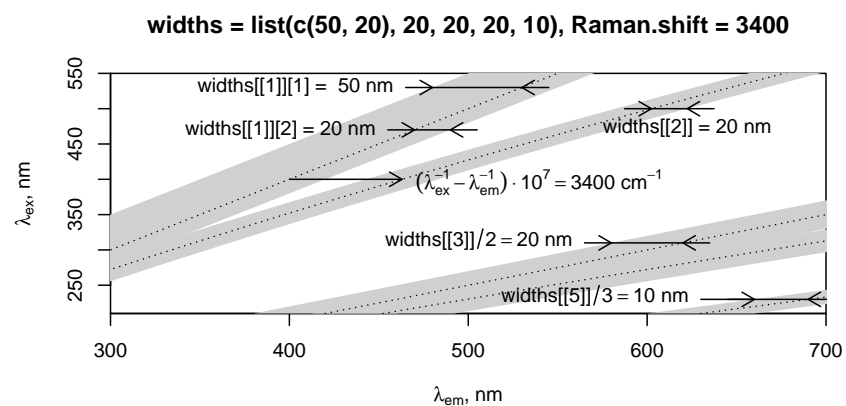 widths = list(c(50, 20), 20, 20, 20, 10), Raman.shift = 3400
550
widths[[1]][1] = 50 nm
widths[[1]][2] = 20 nm
widths[[2]] = 20 nm
450
(λex⁻¹ − λem⁻¹) · 10⁷ = 3400 cm⁻¹
λex, nm
350
widths[[3]]/2 = 20 nm
250
widths[[5]]/3 = 10 nm
300 400 500 600 700
λem, nm